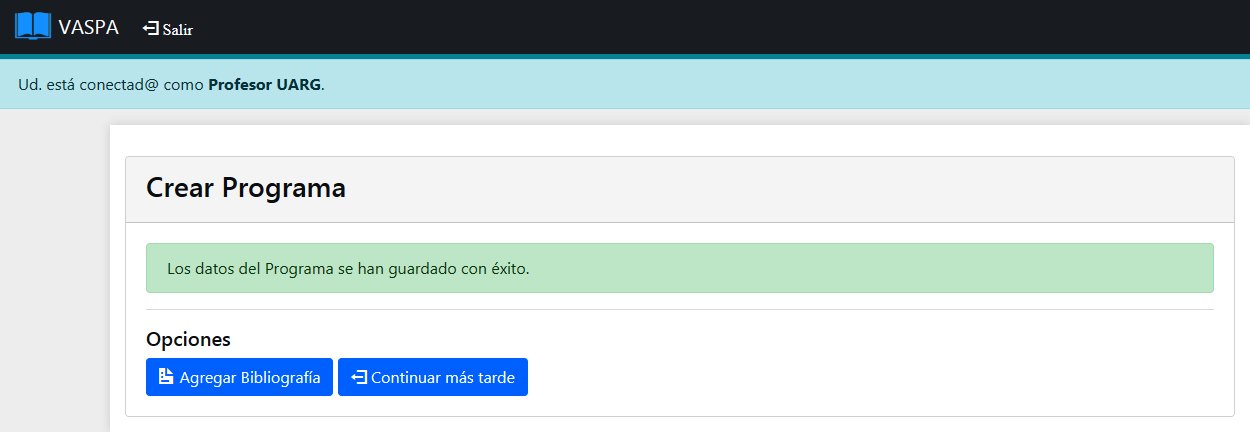 VASPA Salir
Ud. está conectad@ como Profesor UARG.
Crear Programa
Los datos del Programa se han guardado con éxito.
Opciones
Agregar Bibliografía Continuar más tarde